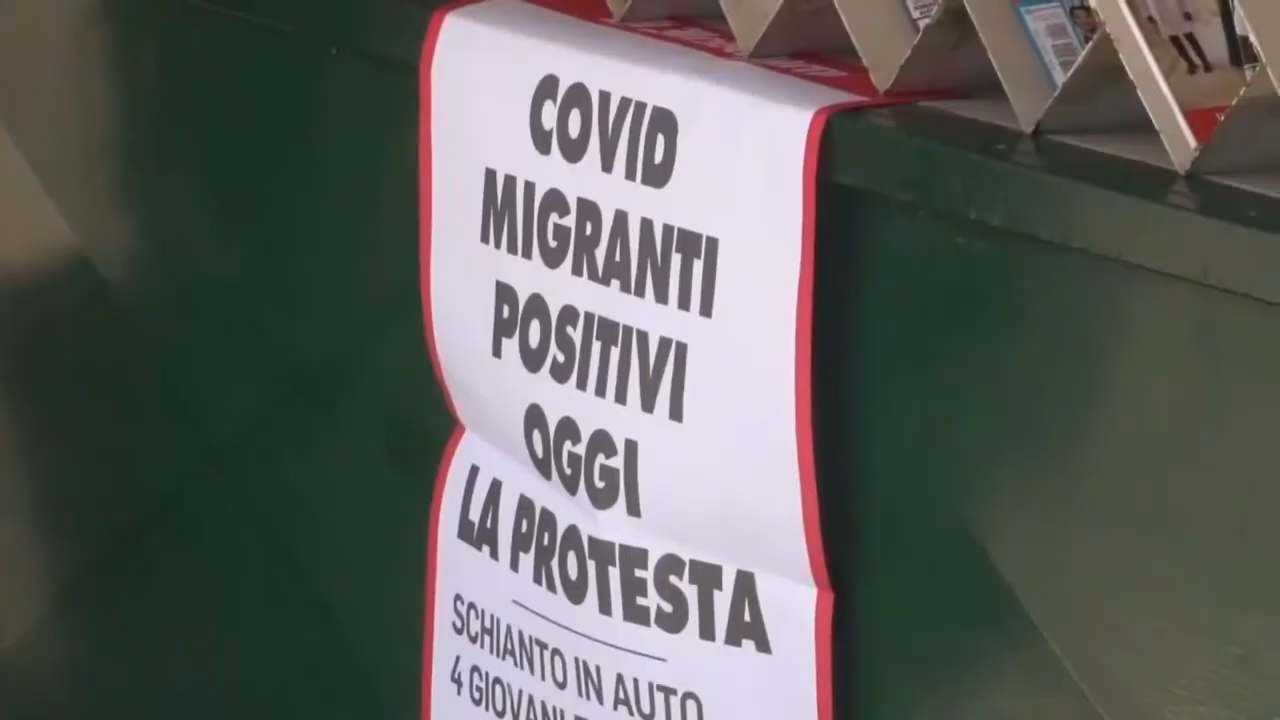 COVID
MIGRANTI
POSITIVI
OGGI
LA PROTESTA
SCHIANTO IN AUTO
4 GIOVANI